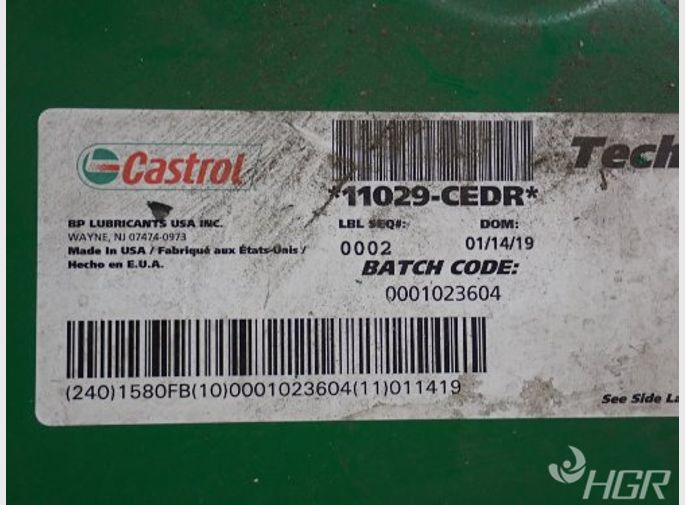 Castrol
*11029-CEDR*
Tech
BP LUBRICANTS USA INC.
WAYNE, NJ 07474-0973
Made In USA / Fabriqué aux États-Unis /
Hecho en E.U.A.
LBL SEQ#:
DOM:
0002
01/14/19
BATCH CODE:
0001023604
(240)1580FB(10)0001023604(11)011419
See Side La
HGR